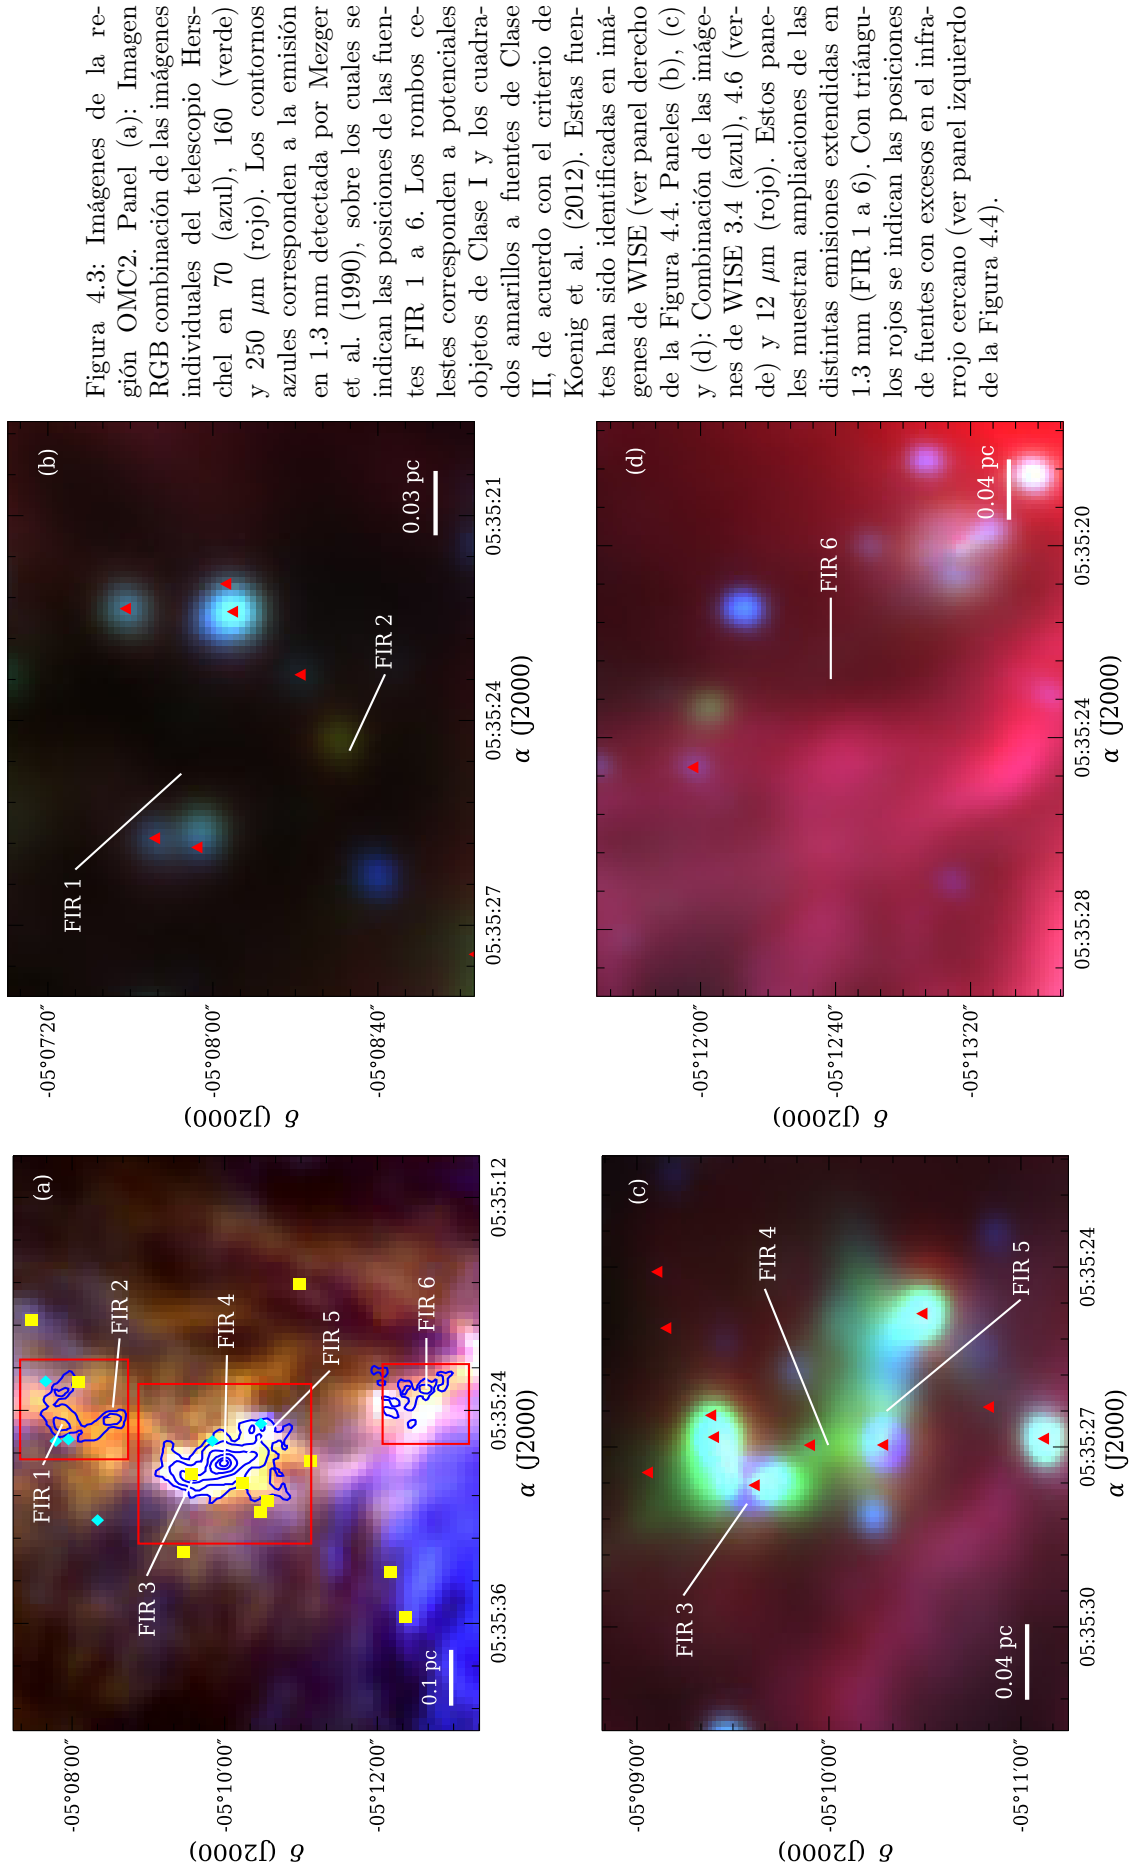 (a)
FIR 1
FIR 2
FIR 3
FIR 4
FIR 5
FIR 6
0.1 pc
-05°08′00″
-05°10′00″
-05°12′00″
δ (J2000)
05:35:36
05:35:24
05:35:12
α (J2000)
(b)
FIR 1
FIR 2
0.03 pc
-05°07′20″
-05°08′00″
-05°08′40″
δ (J2000)
05:35:27
05:35:24
05:35:21
α (J2000)
(c)
FIR 3
FIR 4
FIR 5
0.04 pc
-05°09′00″
-05°10′00″
-05°11′00″
δ (J2000)
05:35:30
05:35:27
05:35:24
α (J2000)
(d)
FIR 6
0.04 pc
-05°12′00″
-05°12′40″
-05°13′20″
δ (J2000)
05:35:28
05:35:24
05:35:20
α (J2000)
Figura 4.3: Imágenes de la re-
gión OMC2. Panel (a): Imagen
RGB combinación de las imágenes
individuales del telescopio Hers-
chel en 70 (azul), 160 (verde)
y 250 μm (rojo). Los contornos
azules corresponden a la emisión
en 1.3 mm detectada por Mezger
et al. (1990), sobre los cuales se
indican las posiciones de las fuen-
tes FIR 1 a 6. Los rombos ce-
lestes corresponden a potenciales
objetos de Clase I y los cuadra-
dos amarillos a fuentes de Clase
II, de acuerdo con el criterio de
Koenig et al. (2012). Estas fuen-
tes han sido identificadas en imá-
genes de WISE (ver panel derecho
de la Figura 4.4. Paneles (b), (c)
y (d): Combinación de las imáge-
nes de WISE 3.4 (azul), 4.6 (ver-
de) y 12 μm (rojo). Estos pane-
les muestran ampliaciones de las
distintas emisiones extendidas en
1.3 mm (FIR 1 a 6). Con triángu-
los rojos se indican las posiciones
de fuentes con excesos en el infra-
rrojo cercano (ver panel izquierdo
de la Figura 4.4).